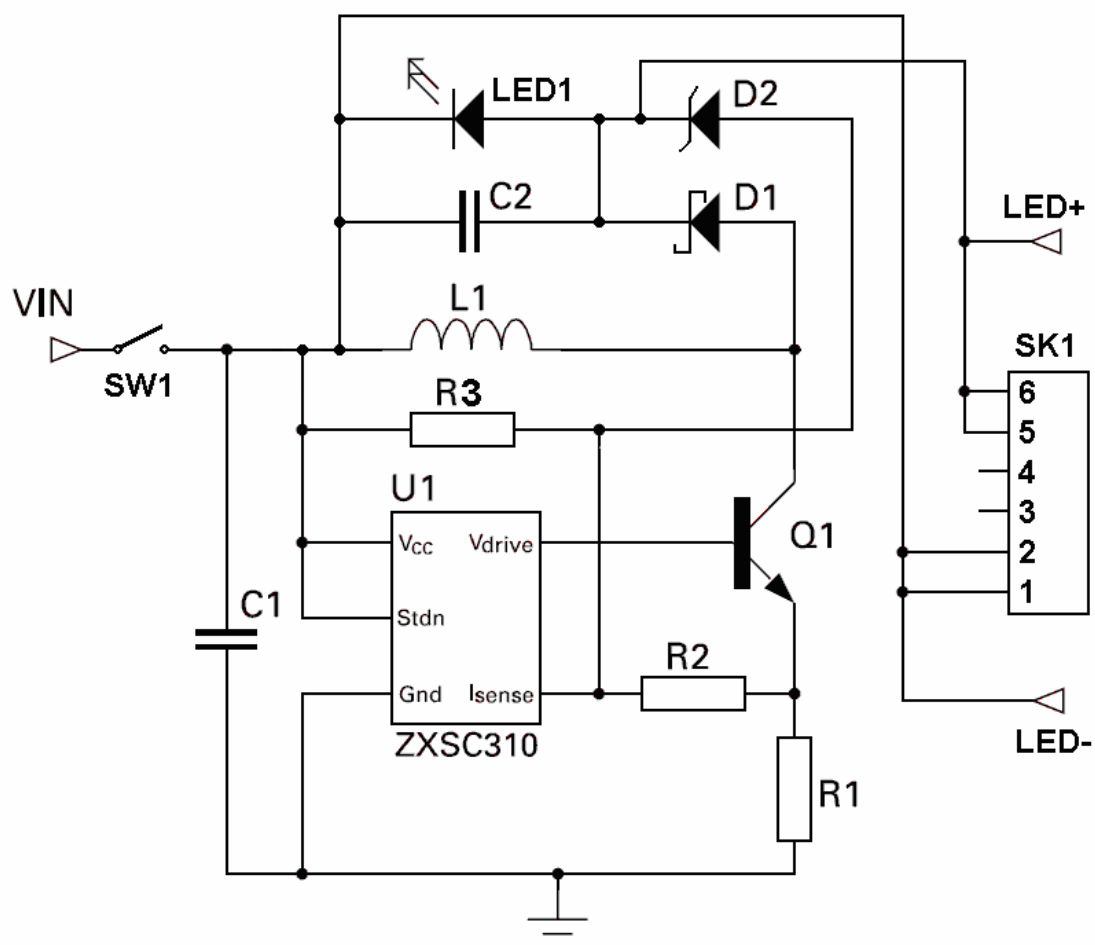 LED1
D2
C2
D1
LED+
VIN
L1
SW1
SK1
R3
6
5
U1
4
3
Vcc
Vdrive
Q1
2
C1
Stdn
1
R2
Gnd
Isense
LED-
ZXSC310
R1